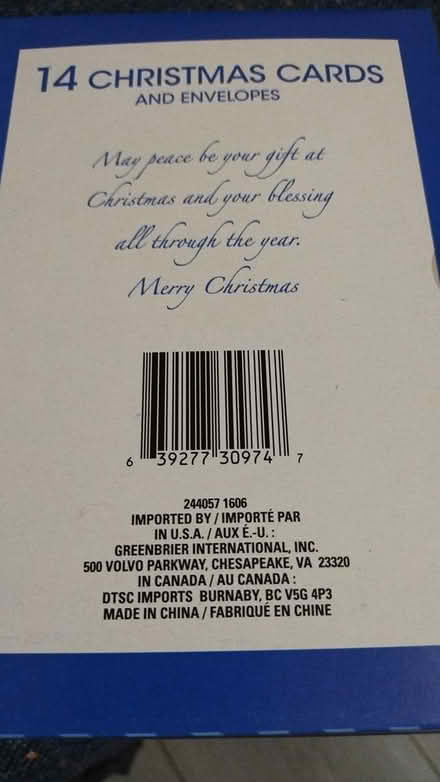 14 CHRISTMAS CARDS
AND ENVELOPES
May peace be your gift at
Christmas and your blessing
all through the year.
Merry Christmas
6 39277 30974 7
244057 1606
IMPORTED BY / IMPORTÉ PAR
IN U.S.A. / AUX É.-U. :
GREENBRIER INTERNATIONAL, INC.
500 VOLVO PARKWAY, CHESAPEAKE, VA 23320
IN CANADA / AU CANADA :
DTSC IMPORTS BURNABY, BC V5G 4P3
MADE IN CHINA / FABRIQUÉ EN CHINE